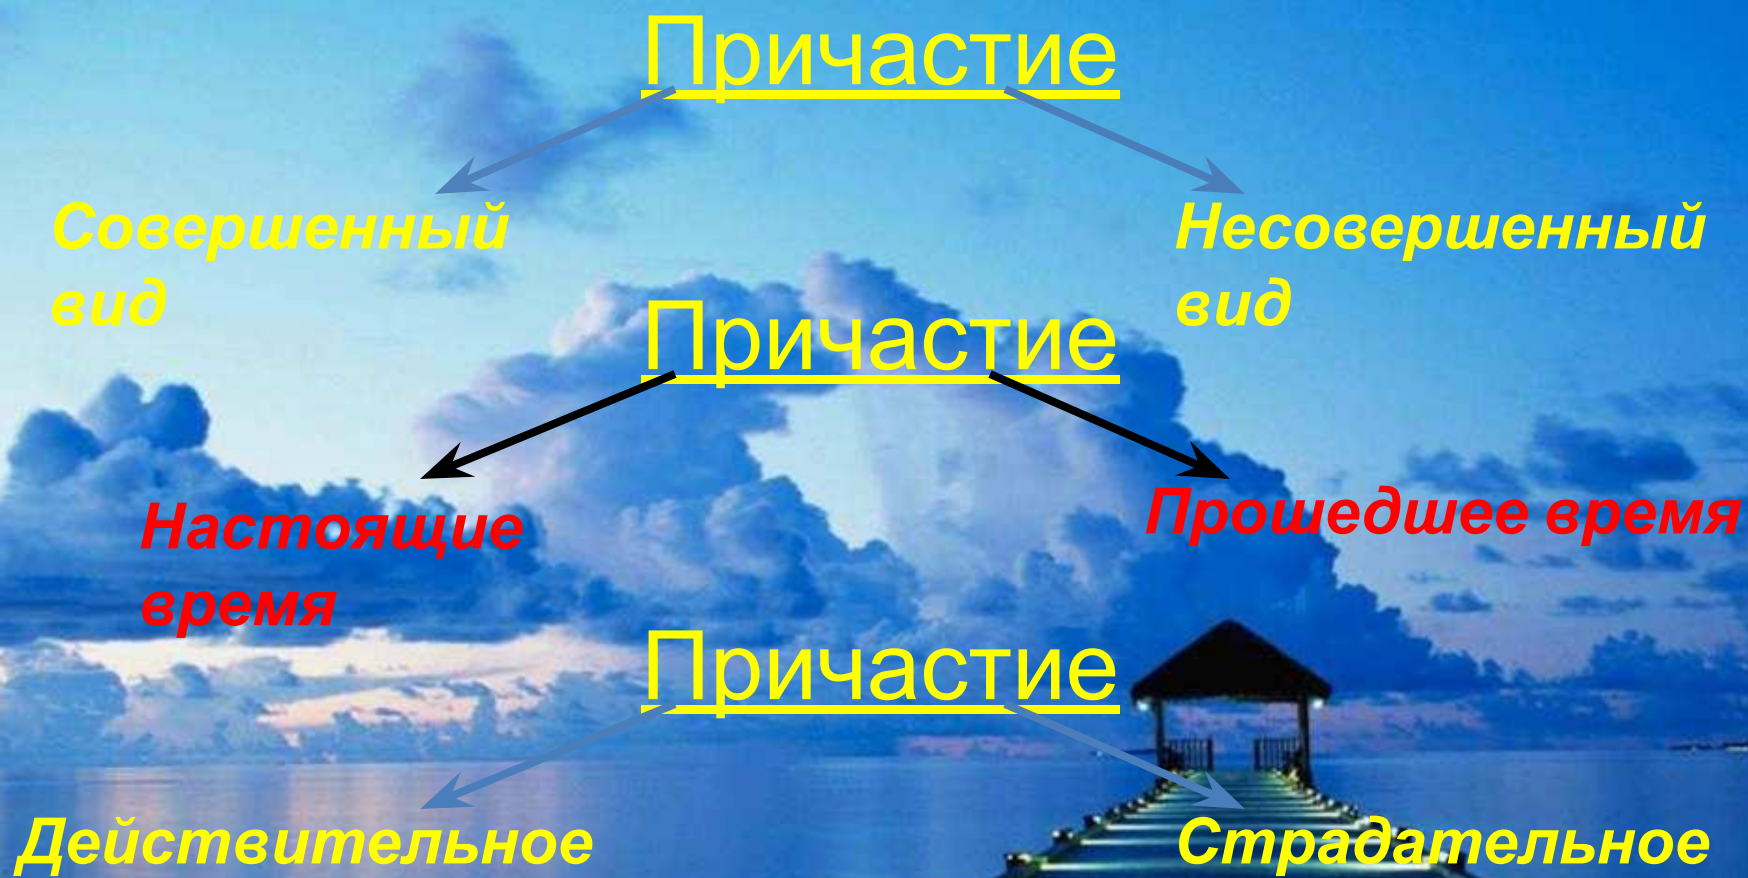 Причастие
Совершенный
вид
Несовершенный
вид
Причастие
Настоящие
время
Прошедшее время
Причастие
Действительное
Страдательное